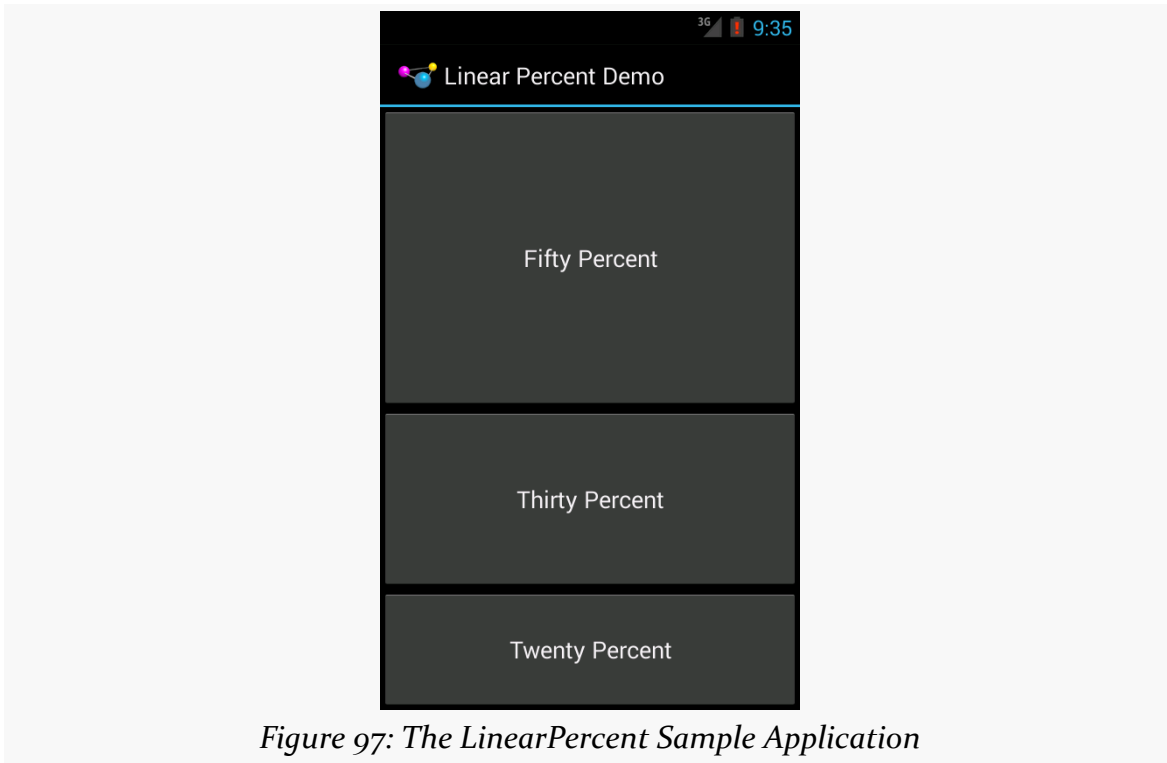 3G 9:35
Linear Percent Demo
Fifty Percent
Thirty Percent
Twenty Percent
Figure 97: The LinearPercent Sample Application